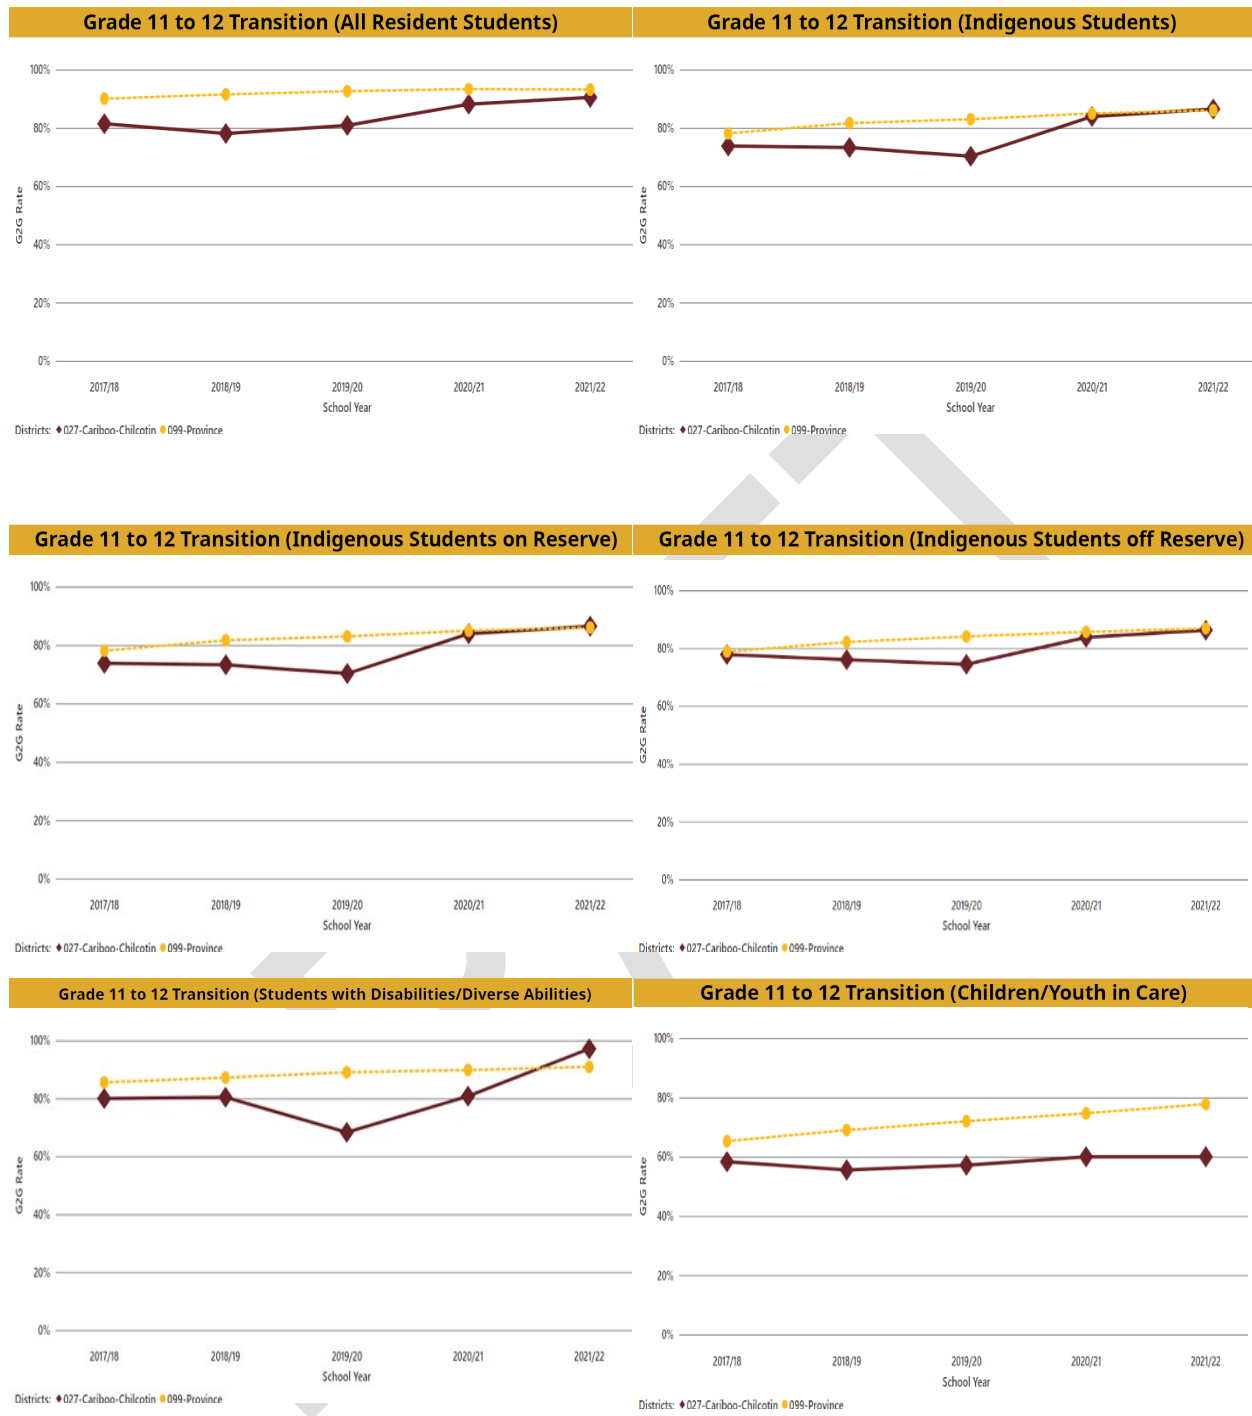 Grade 11 to 12 Transition (All Resident Students)
100%
80%
60%
40%
20%
0%
G2G Rate
2017/18 2018/19 2019/20 2020/21 2021/22
School Year
Districts: 027-Cariboo-Chilcotin 099-Province
Grade 11 to 12 Transition (Indigenous Students)
100%
80%
60%
40%
20%
0%
G2G Rate
2017/18 2018/19 2019/20 2020/21 2021/22
School Year
Districts: 027-Cariboo-Chilcotin 099-Province
Grade 11 to 12 Transition (Indigenous Students on Reserve)
100%
80%
60%
40%
20%
0%
G2G Rate
2017/18 2018/19 2019/20 2020/21 2021/22
School Year
Districts: 027-Cariboo-Chilcotin 099-Province
Grade 11 to 12 Transition (Indigenous Students off Reserve)
100%
80%
60%
40%
20%
0%
G2G Rate
2017/18 2018/19 2019/20 2020/21 2021/22
School Year
Districts: 027-Cariboo-Chilcotin 099-Province
Grade 11 to 12 Transition (Students with Disabilities/Diverse Abilities)
100%
80%
60%
40%
20%
0%
G2G Rate
2017/18 2018/19 2019/20 2020/21 2021/22
School Year
Districts: 027-Cariboo-Chilcotin 099-Province
Grade 11 to 12 Transition (Children/Youth in Care)
100%
80%
60%
40%
20%
0%
G2G Rate
2017/18 2018/19 2019/20 2020/21 2021/22
School Year
Districts: 027-Cariboo-Chilcotin 099-Province